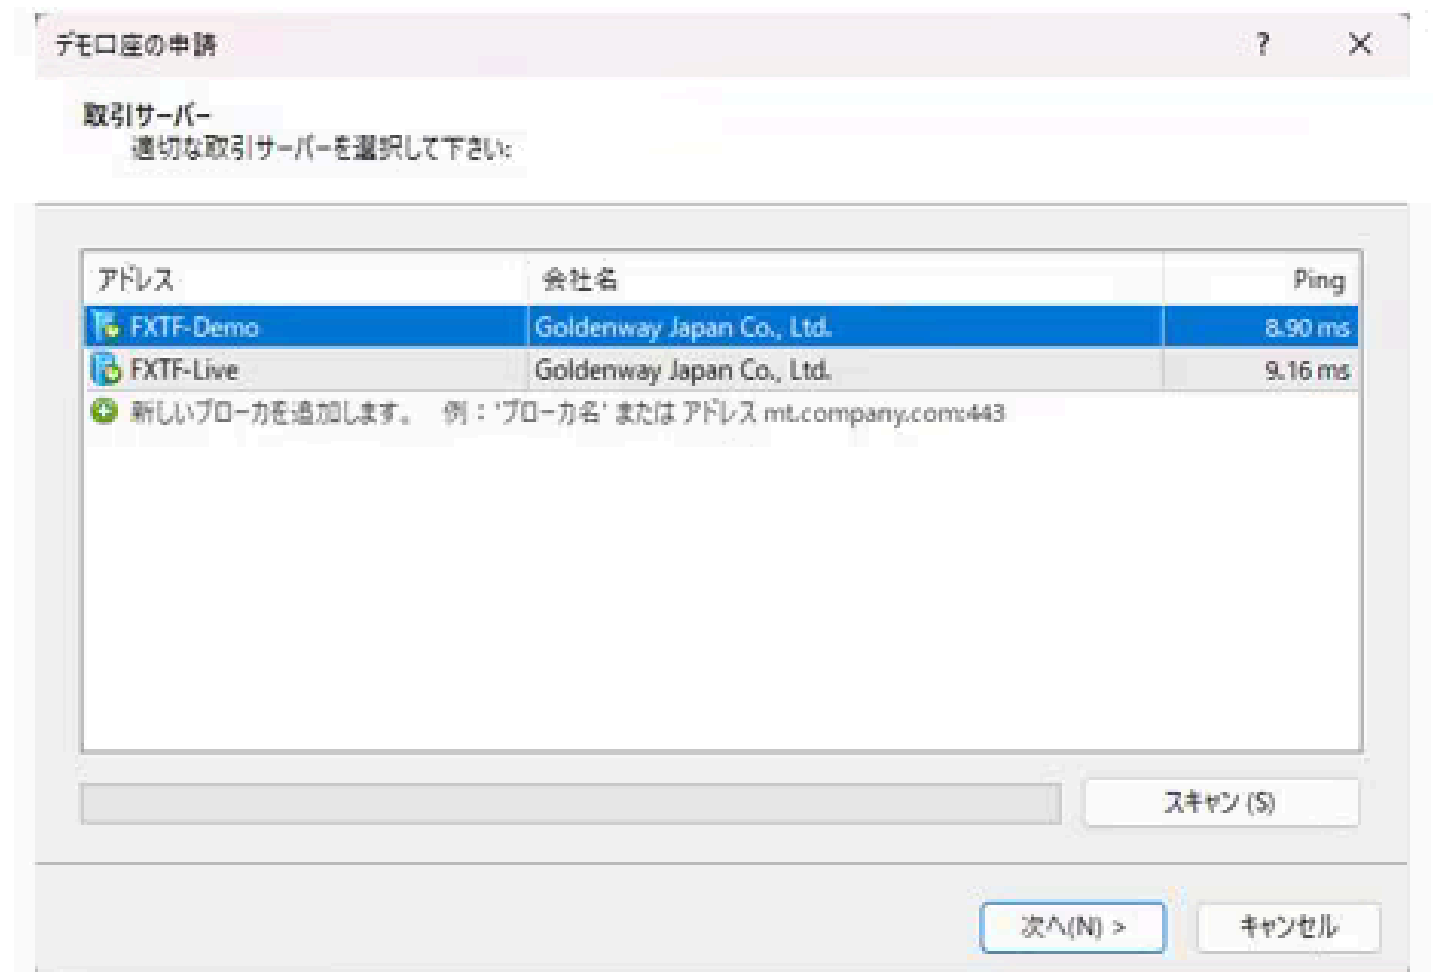 デモ口座の申請
?
取引サーバー
適切な取引サーバーを選択して下さい:
アドレス 会社名 Ping
FXTF-Demo Goldenway Japan Co., Ltd. 8.90 ms
FXTF-Live Goldenway Japan Co., Ltd. 9.16 ms
新しいブローカを追加します。 例：'ブローカ名' または アドレス mt.company.com:443
スキャン (S)
次へ(N) > キャンセル